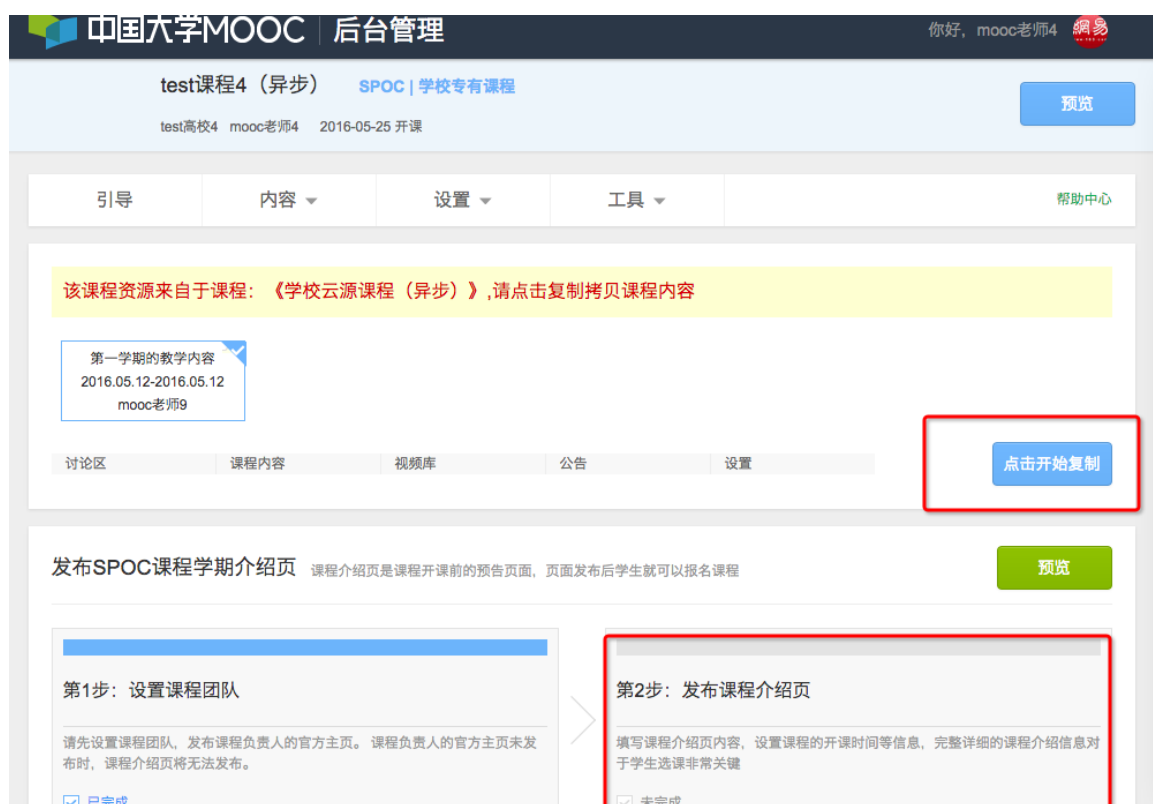 中国大学MOOC 后台管理 你好，mooc老师4 網易
test课程4（异步） SPOC | 学校专有课程
预览
test高校4 mooc老师4 2016-05-25 开课
引导 内容 设置 工具 帮助中心
该课程资源来自于课程：《学校云源课程（异步）》,请点击复制拷贝课程内容
第一学期的教学内容
2016.05.12-2016.05.12
mooc老师9
讨论区 课程内容 视频库 公告 设置 点击开始复制
发布SPOC课程学期介绍页 课程介绍页是课程开课前的预告页面，页面发布后学生就可以报名课程 预览
第1步：设置课程团队
请先设置课程团队，发布课程负责人的官方主页。 课程负责人的官方主页未发
布时，课程介绍页将无法发布。
已完成
第2步：发布课程介绍页
填写课程介绍页内容，设置课程的开课时间等信息，完整详细的课程介绍信息对
于学生选课非常关键
未完成